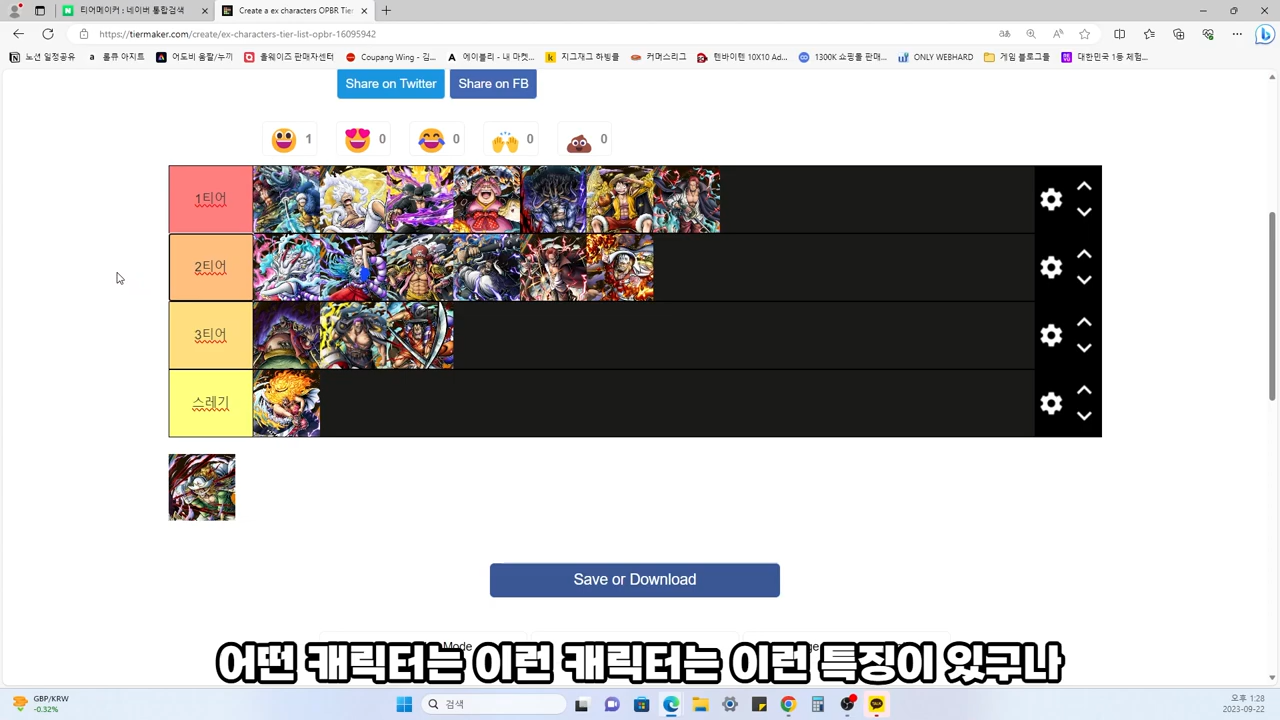 티어메이커 : 네이버 통합검색
Create a ex characters OPBR Tier
https://tiermaker.com/create/ex-characters-tier-list-opbr-16095942
노션 일정공유
룸큐 아지트
어도비 움짤/누끼
올웨이즈 판매자센터
Coupang Wing - 김...
에이블리 - 내 마켓...
지그재그 하빙클
커머스리그
텐바이텐 10X10 Ad...
1300K 쇼핑몰 판매...
ONLY WEBHARD
게임 블로그들
대한민국 1등 체험...
Share on Twitter
Share on FB
1
0
0
0
0
1티어
2티어
3티어
스레기
Save or Download
Mode
어떤 캐릭터는 이런 캐릭터는 이런 특징이 있구나
GBP/KRW
-0.32%
검색
오후 1:28
2023-09-22